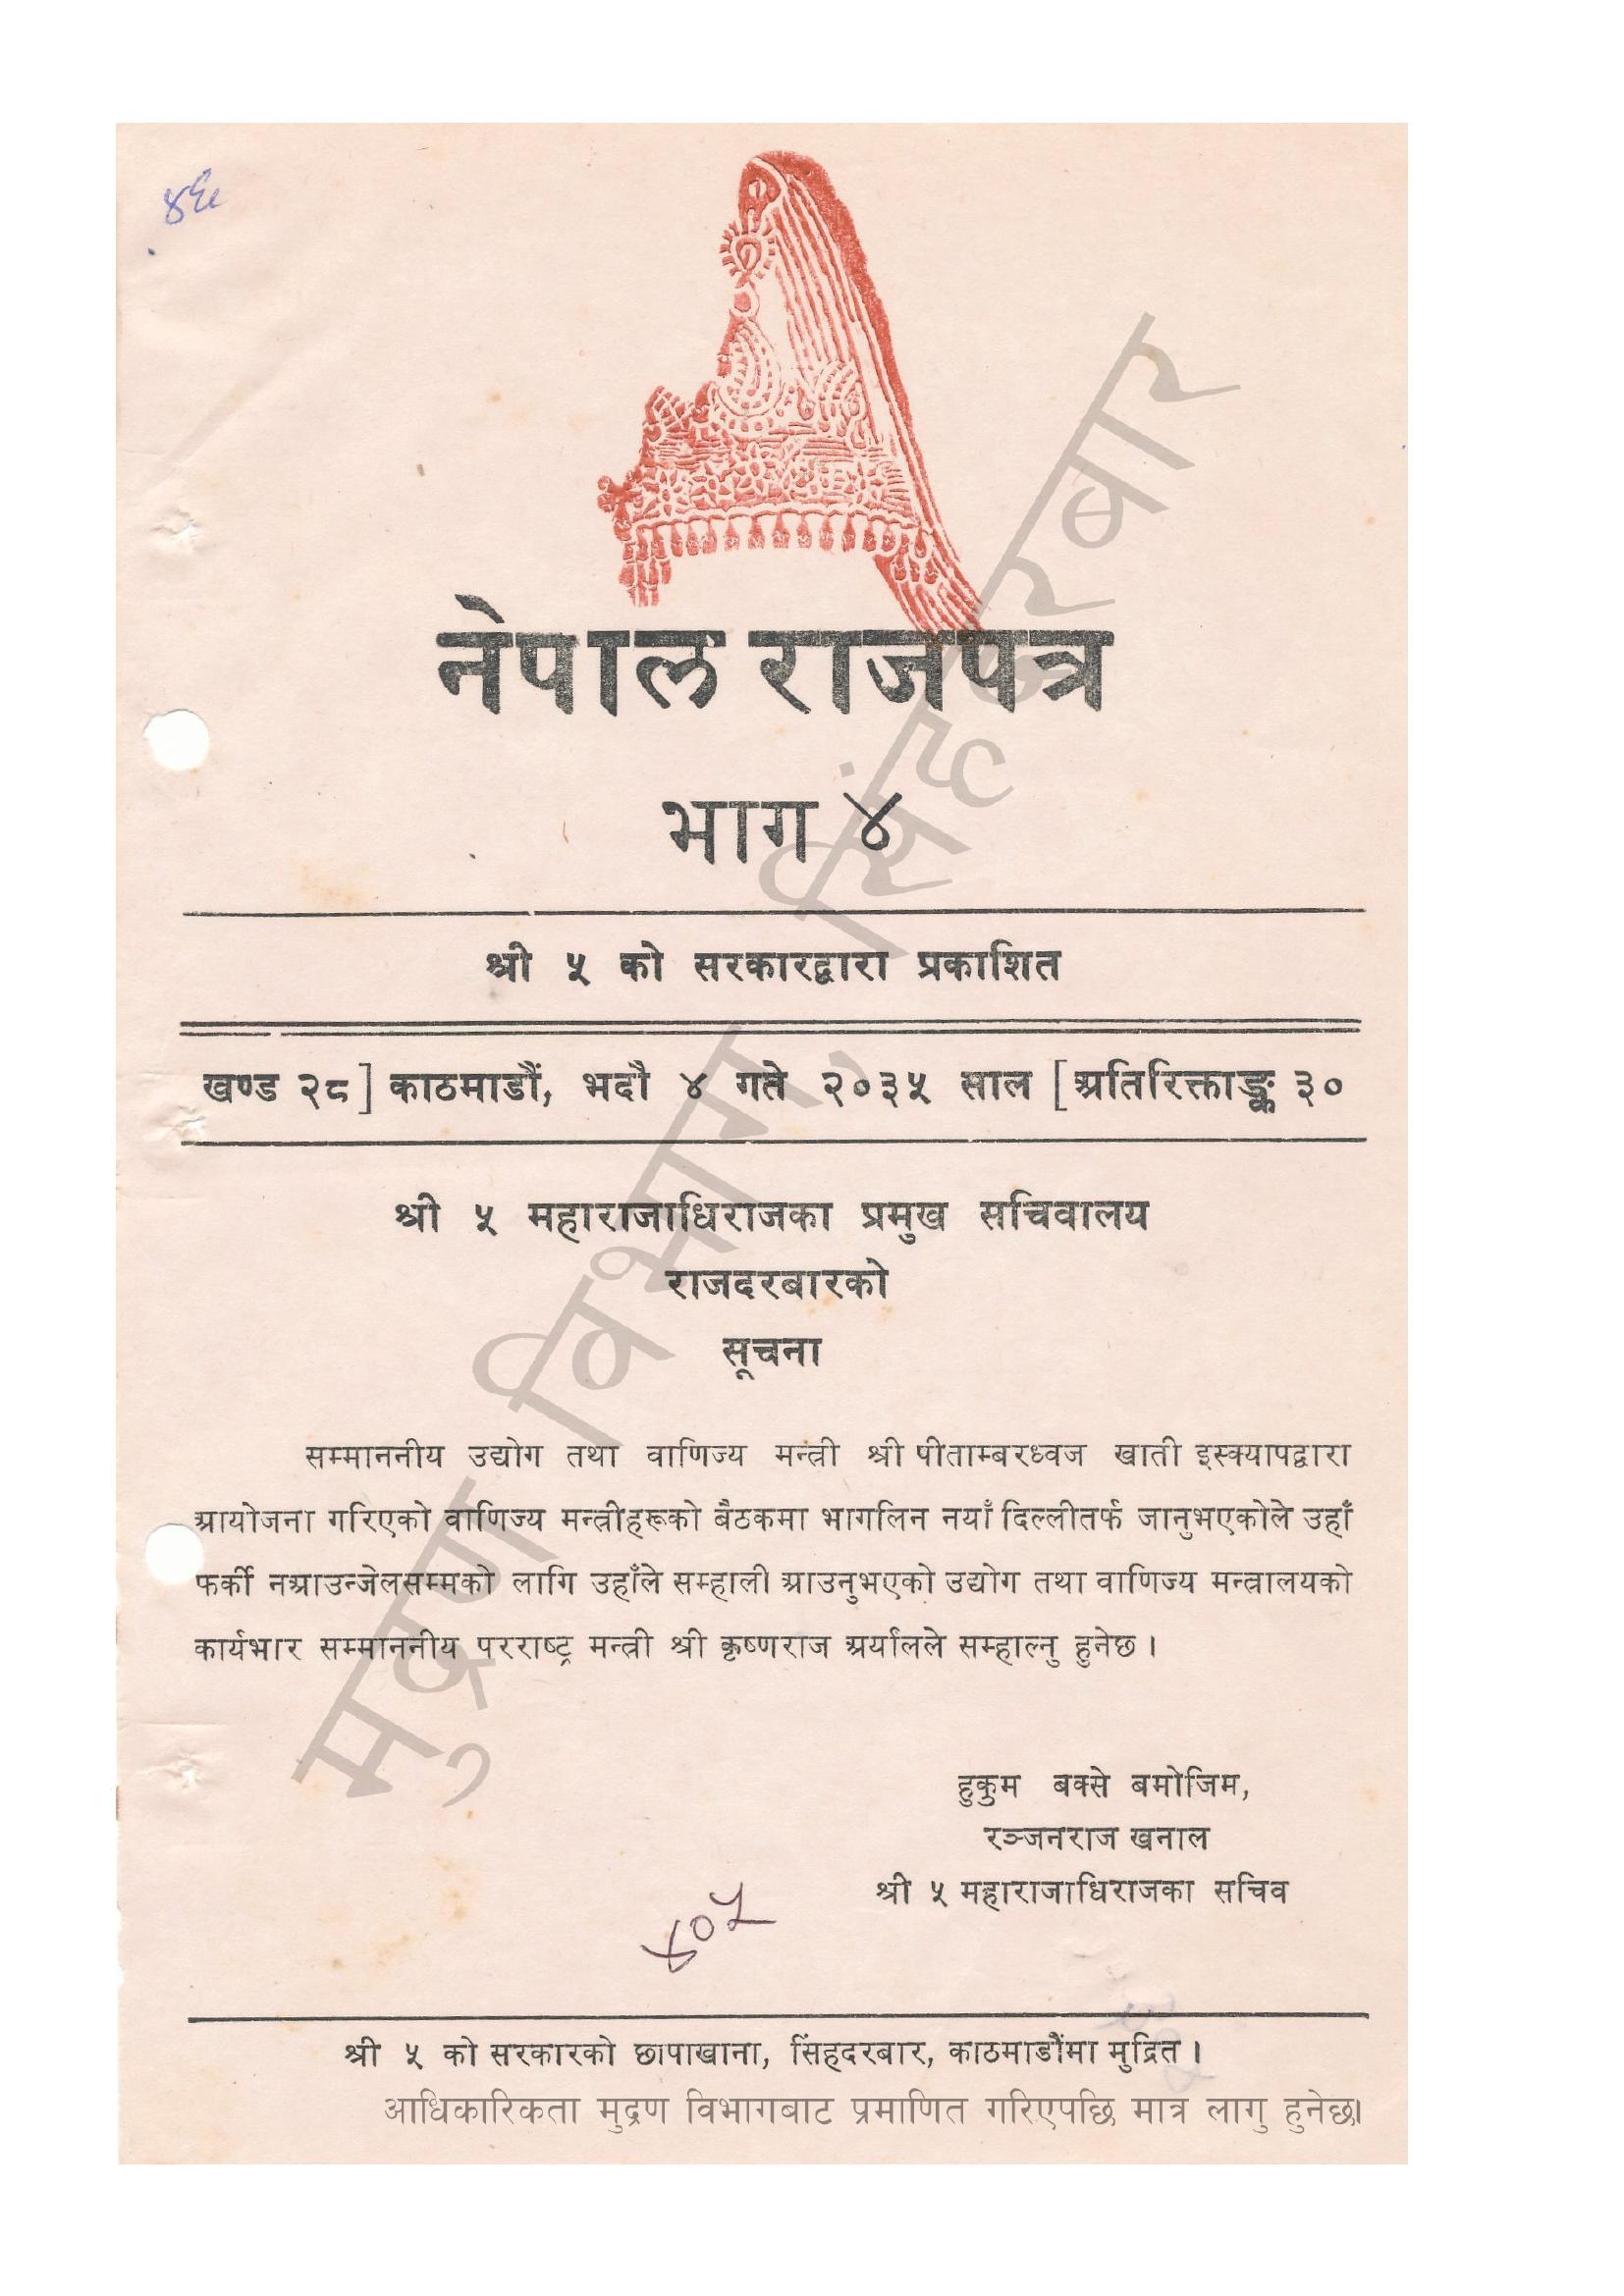 ४६
नेपाल राजपत्र
भाग ४
श्री ५ को सरकारद्वारा प्रकाशित
खण्ड २८] काठमाडौं, भदौ ४ गते २०३५ साल [अतिरिक्ताङ्क ३०
श्री ५ महाराजाधिराजका प्रमुख सचिवालय
राजदरबारको
सूचना
सम्माननीय उद्योग तथा वाणिज्य मन्त्री श्री पीताम्बरध्वज खाती इस्क्यापद्वारा
आयोजना गरिएको वाणिज्य मन्त्रीहरूको बैठकमा भागलिन नयाँ दिल्लीतर्फ जानुभएकोले उहाँ
फर्की नआउन्जेलसम्मको लागि उहाँले सम्हाली आउनुभएको उद्योग तथा वाणिज्य मन्त्रालयको
कार्यभार सम्माननीय परराष्ट्र मन्त्री श्री कृष्णराज अर्यालले सम्हाल्नु हुनेछ ।
हुकुम बक्से बमोजिम,
रञ्जनराज खनाल
श्री ५ महाराजाधिराजका सचिव
४०५
श्री ५ को सरकारको छापाखाना, सिंहदरबार, काठमाडौंमा मुद्रित ।
आधिकारिकता मुद्रण विभागबाट प्रमाणित गरिएपछि मात्र लागु हुनेछ।
मुद्रण विभाग, सिंहदरबार